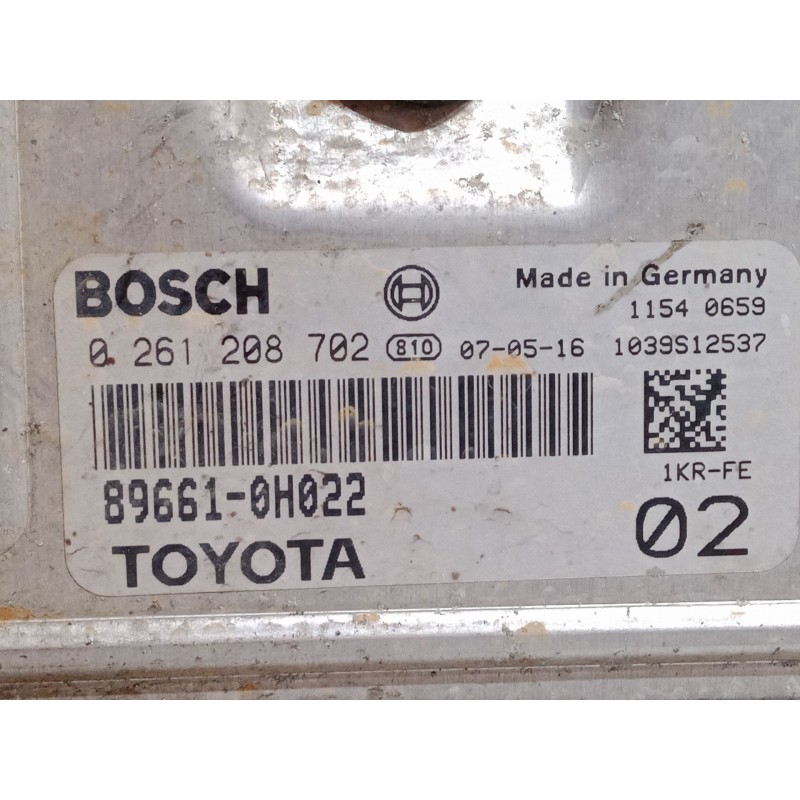 BOSCH Made in Germany
1154 0659
0 261 208 702 810 07-05-16 1039S12537
1KR-FE
89661-0H022
02
TOYOTA